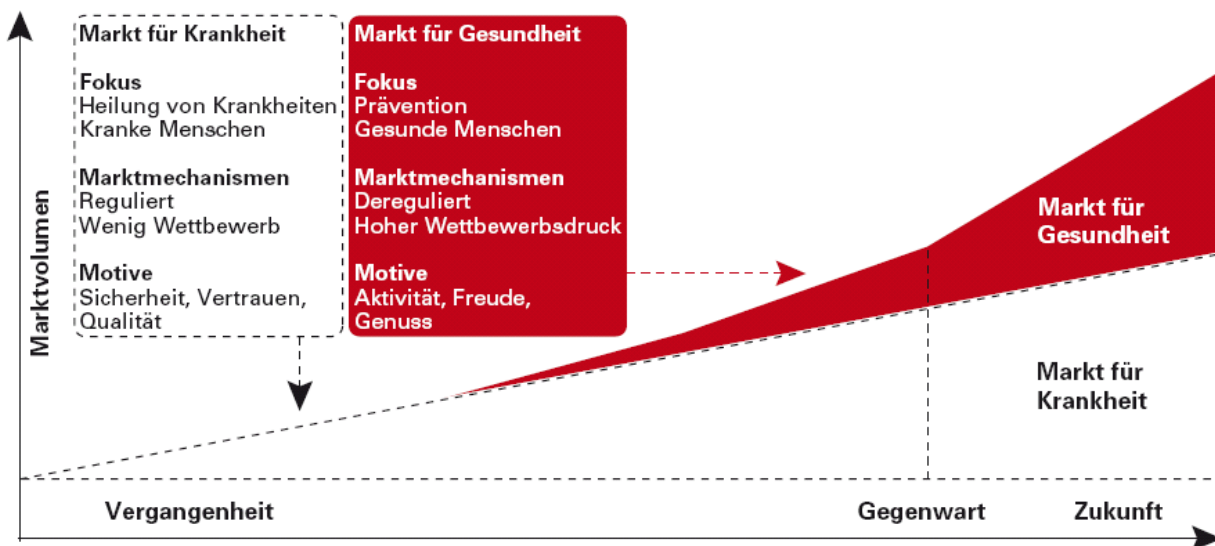 Marktvolumen
Markt für Krankheit
Fokus
Heilung von Krankheiten
Kranke Menschen
Marktmechanismen
Reguliert
Wenig Wettbewerb
Motive
Sicherheit, Vertrauen,
Qualität
Markt für Gesundheit
Fokus
Prävention
Gesunde Menschen
Marktmechanismen
Dereguliert
Hoher Wettbewerbsdruck
Motive
Aktivität, Freude,
Genuss
Markt für
Gesundheit
Markt für
Krankheit
Vergangenheit
Gegenwart
Zukunft